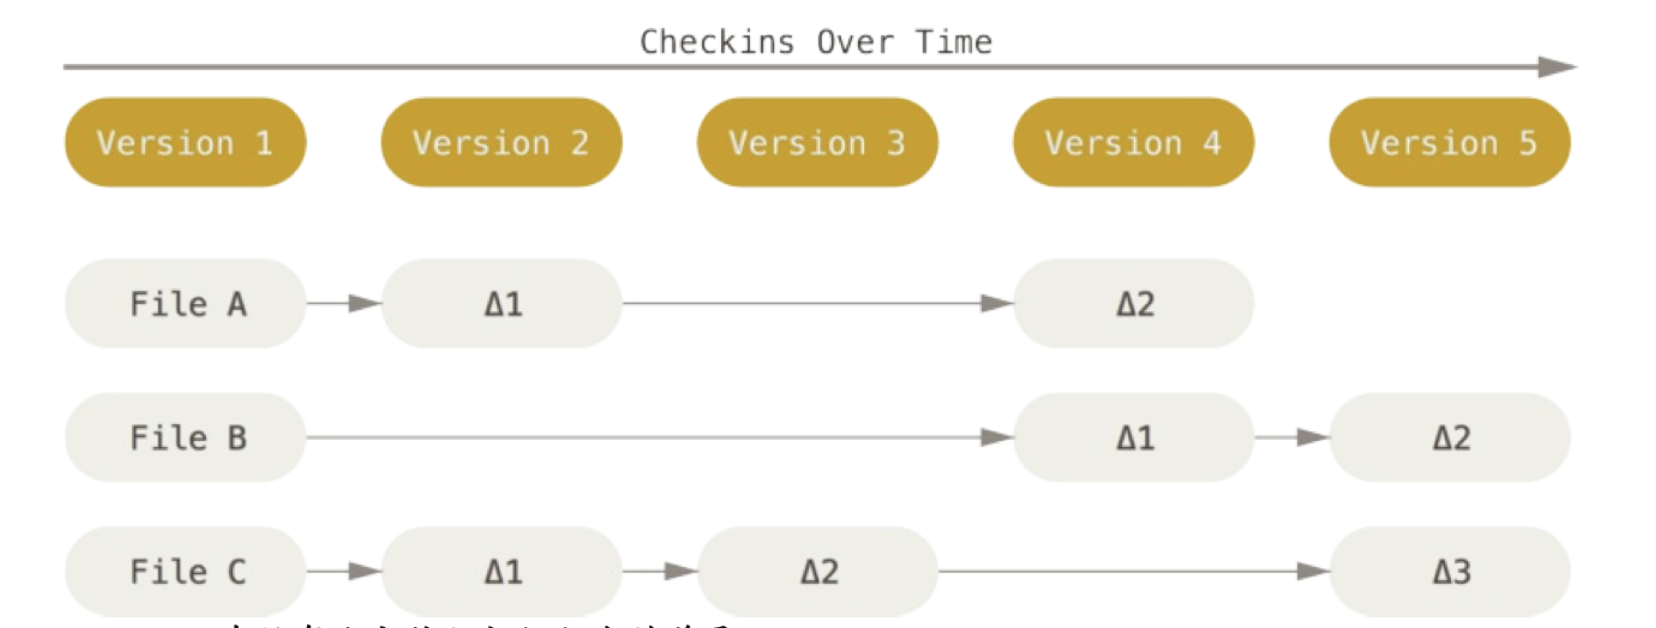 Checkins Over Time
Version 1 Version 2 Version 3 Version 4 Version 5
File A Δ1 Δ2
File B Δ1 Δ2
File C Δ1 Δ2 Δ3